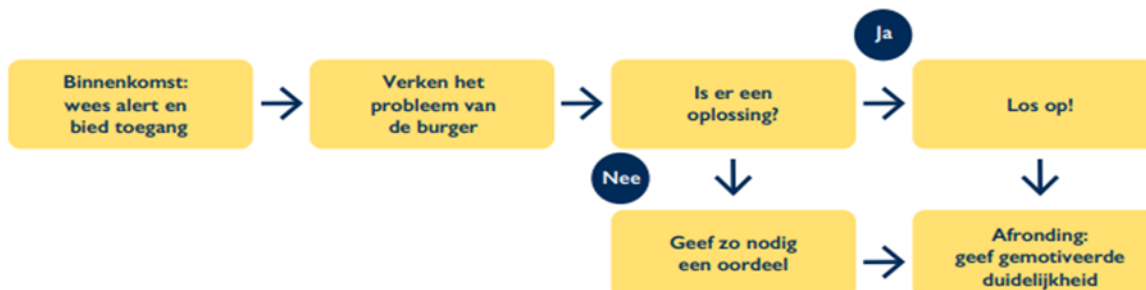 Binnenkomst:
wees alert en
bied toegang
Verken het
probleem van
de burger
Is er een
oplossing?
Ja
Los op!
Nee
Geef zo nodig
een oordeel
Afronding:
geef gemotiveerde
duidelijkheid